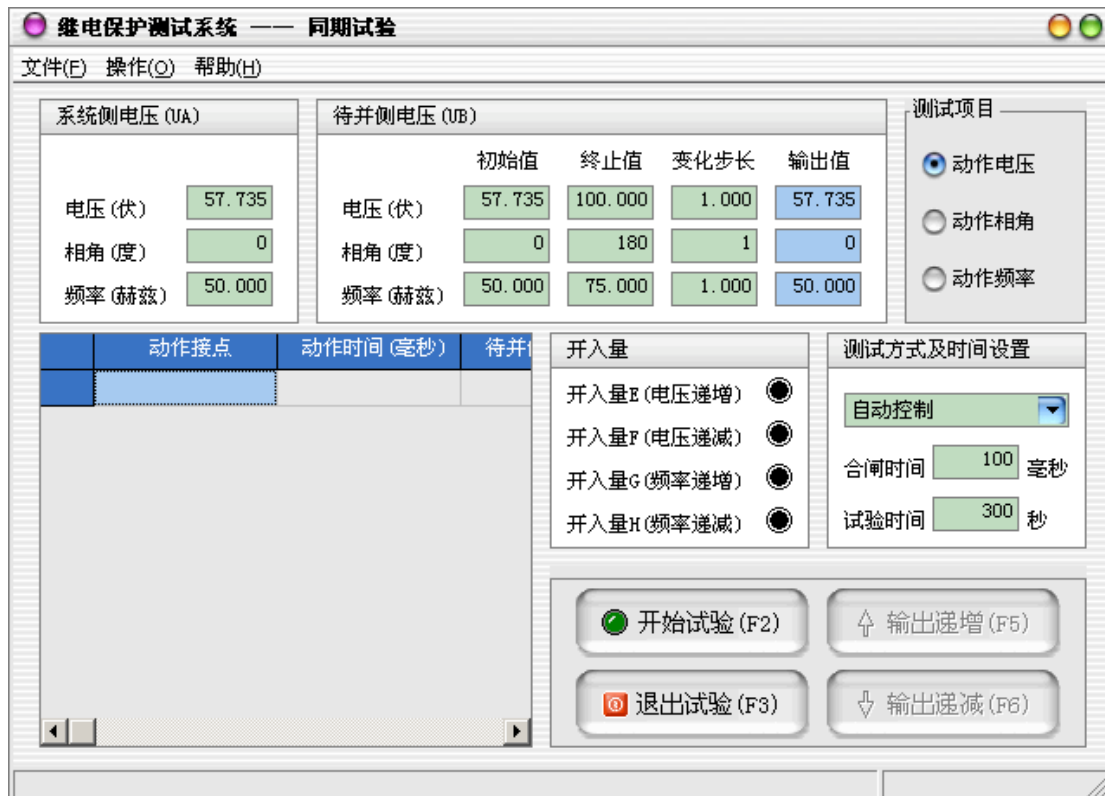 继电保护测试系统 —— 同期试验
文件(F) 操作(O) 帮助(H)
系统侧电压(UA)
电压(伏) 57.735
相角(度) 0
频率(赫兹) 50.000
待并侧电压(UB)
初始值 终止值 变化步长 输出值
电压(伏) 57.735 100.000 1.000 57.735
相角(度) 0 180 1 0
频率(赫兹) 50.000 75.000 1.000 50.000
测试项目
动作电压
动作相角
动作频率
动作接点 动作时间(毫秒) 待并
开入量
开入量E(电压递增)
开入量F(电压递减)
开入量G(频率递增)
开入量H(频率递减)
测试方式及时间设置
自动控制
合闸时间 100 毫秒
试验时间 300 秒
开始试验(F2) 输出递增(F5)
退出试验(F3) 输出递减(F6)